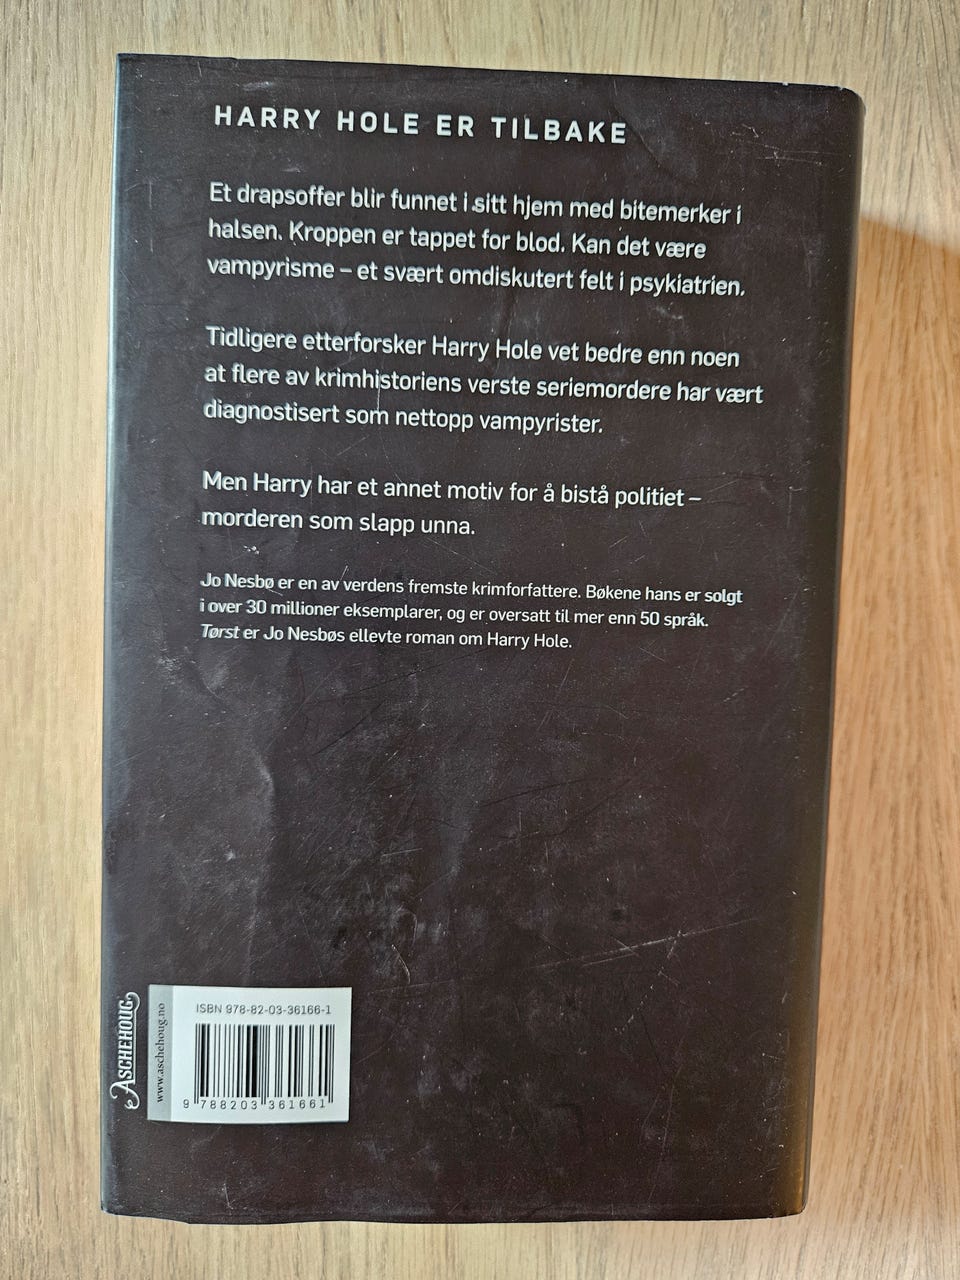 HARRY HOLE ER TILBAKE
Et drapsoffer blir funnet i sitt hjem med bitemerker i
halsen. Kroppen er tappet for blod. Kan det være
vampyrisme – et svært omdiskutert felt i psykiatrien.
Tidligere etterforsker Harry Hole vet bedre enn noen
at flere av krimhistoriens verste seriemordere har vært
diagnostisert som nettopp vampyrister.
Men Harry har et annet motiv for å bistå politiet –
morderen som slapp unna.
Jo Nesbø er en av verdens fremste krimforfattere. Bøkene hans er solgt
i over 30 millioner eksemplarer, og er oversatt til mer enn 50 språk.
Tørst er Jo Nesbøs ellevte roman om Harry Hole.
ASCHEHOUG
www.aschehoug.no
ISBN 978-82-03-36166-1
9 788203 361661